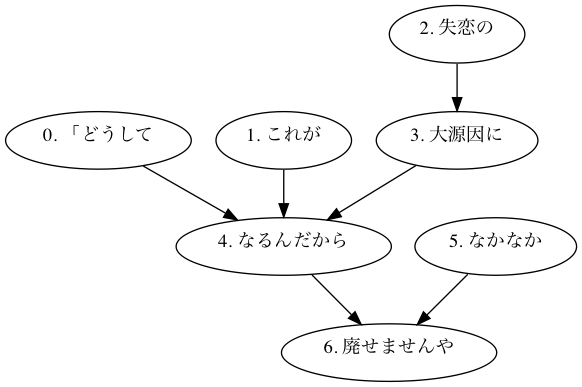 2. 失恋の
0. 「どうして
1. これが
3. 大源因に
4. なるんだから
5. なかなか
6. 廃せませんや